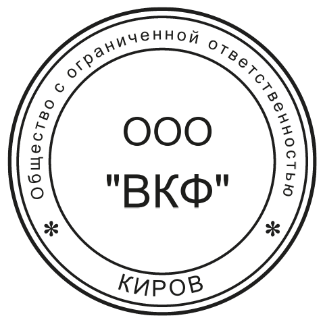 Общество с ограниченной ответственностью
ООО
"ВКФ"
* КИРОВ *